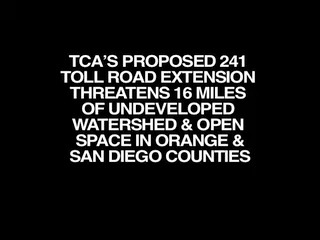 TCA'S PROPOSED 241
TOLL ROAD EXTENSION
THREATENS 16 MILES
OF UNDEVELOPED
WATERSHED & OPEN
SPACE IN ORANGE &
SAN DIEGO COUNTIES